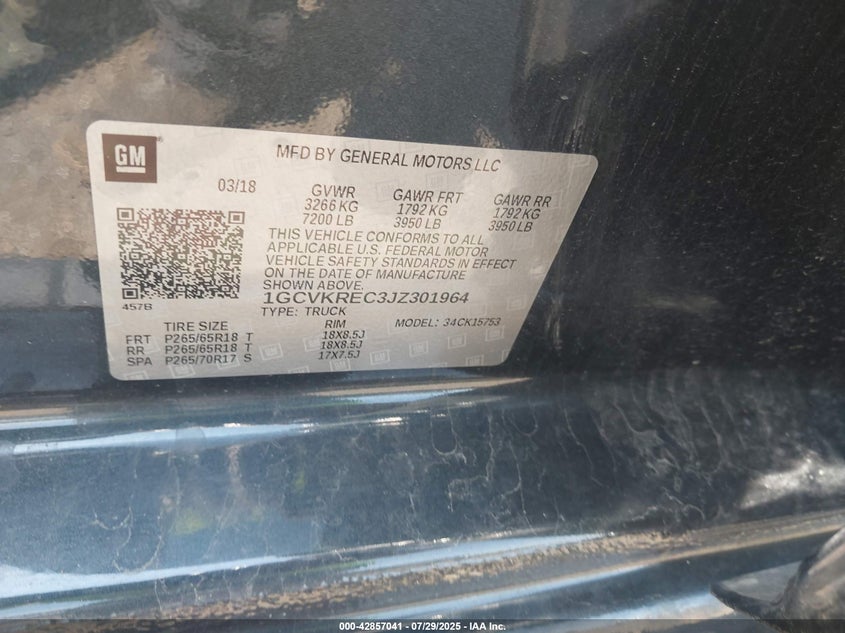 GM
MFD BY GENERAL MOTORS LLC
03/18 GVWR GAWR FRT GAWR RR
3266 KG 1792 KG 1792 KG
7200 LB 3950 LB 3950 LB
THIS VEHICLE CONFORMS TO ALL
APPLICABLE U.S. FEDERAL MOTOR
VEHICLE SAFETY STANDARDS IN EFFECT
ON THE DATE OF MANUFACTURE
SHOWN ABOVE.
457B
1GCVKREC3JZ301964
TYPE: TRUCK MODEL: 34CK15753
TIRE SIZE RIM
FRT P265/65R18 T 18X8.5J
RR P265/65R18 T 18X8.5J
SPA P265/70R17 S 17X7.5J
000-42857041 | 07/29/2025 - IAA Inc.